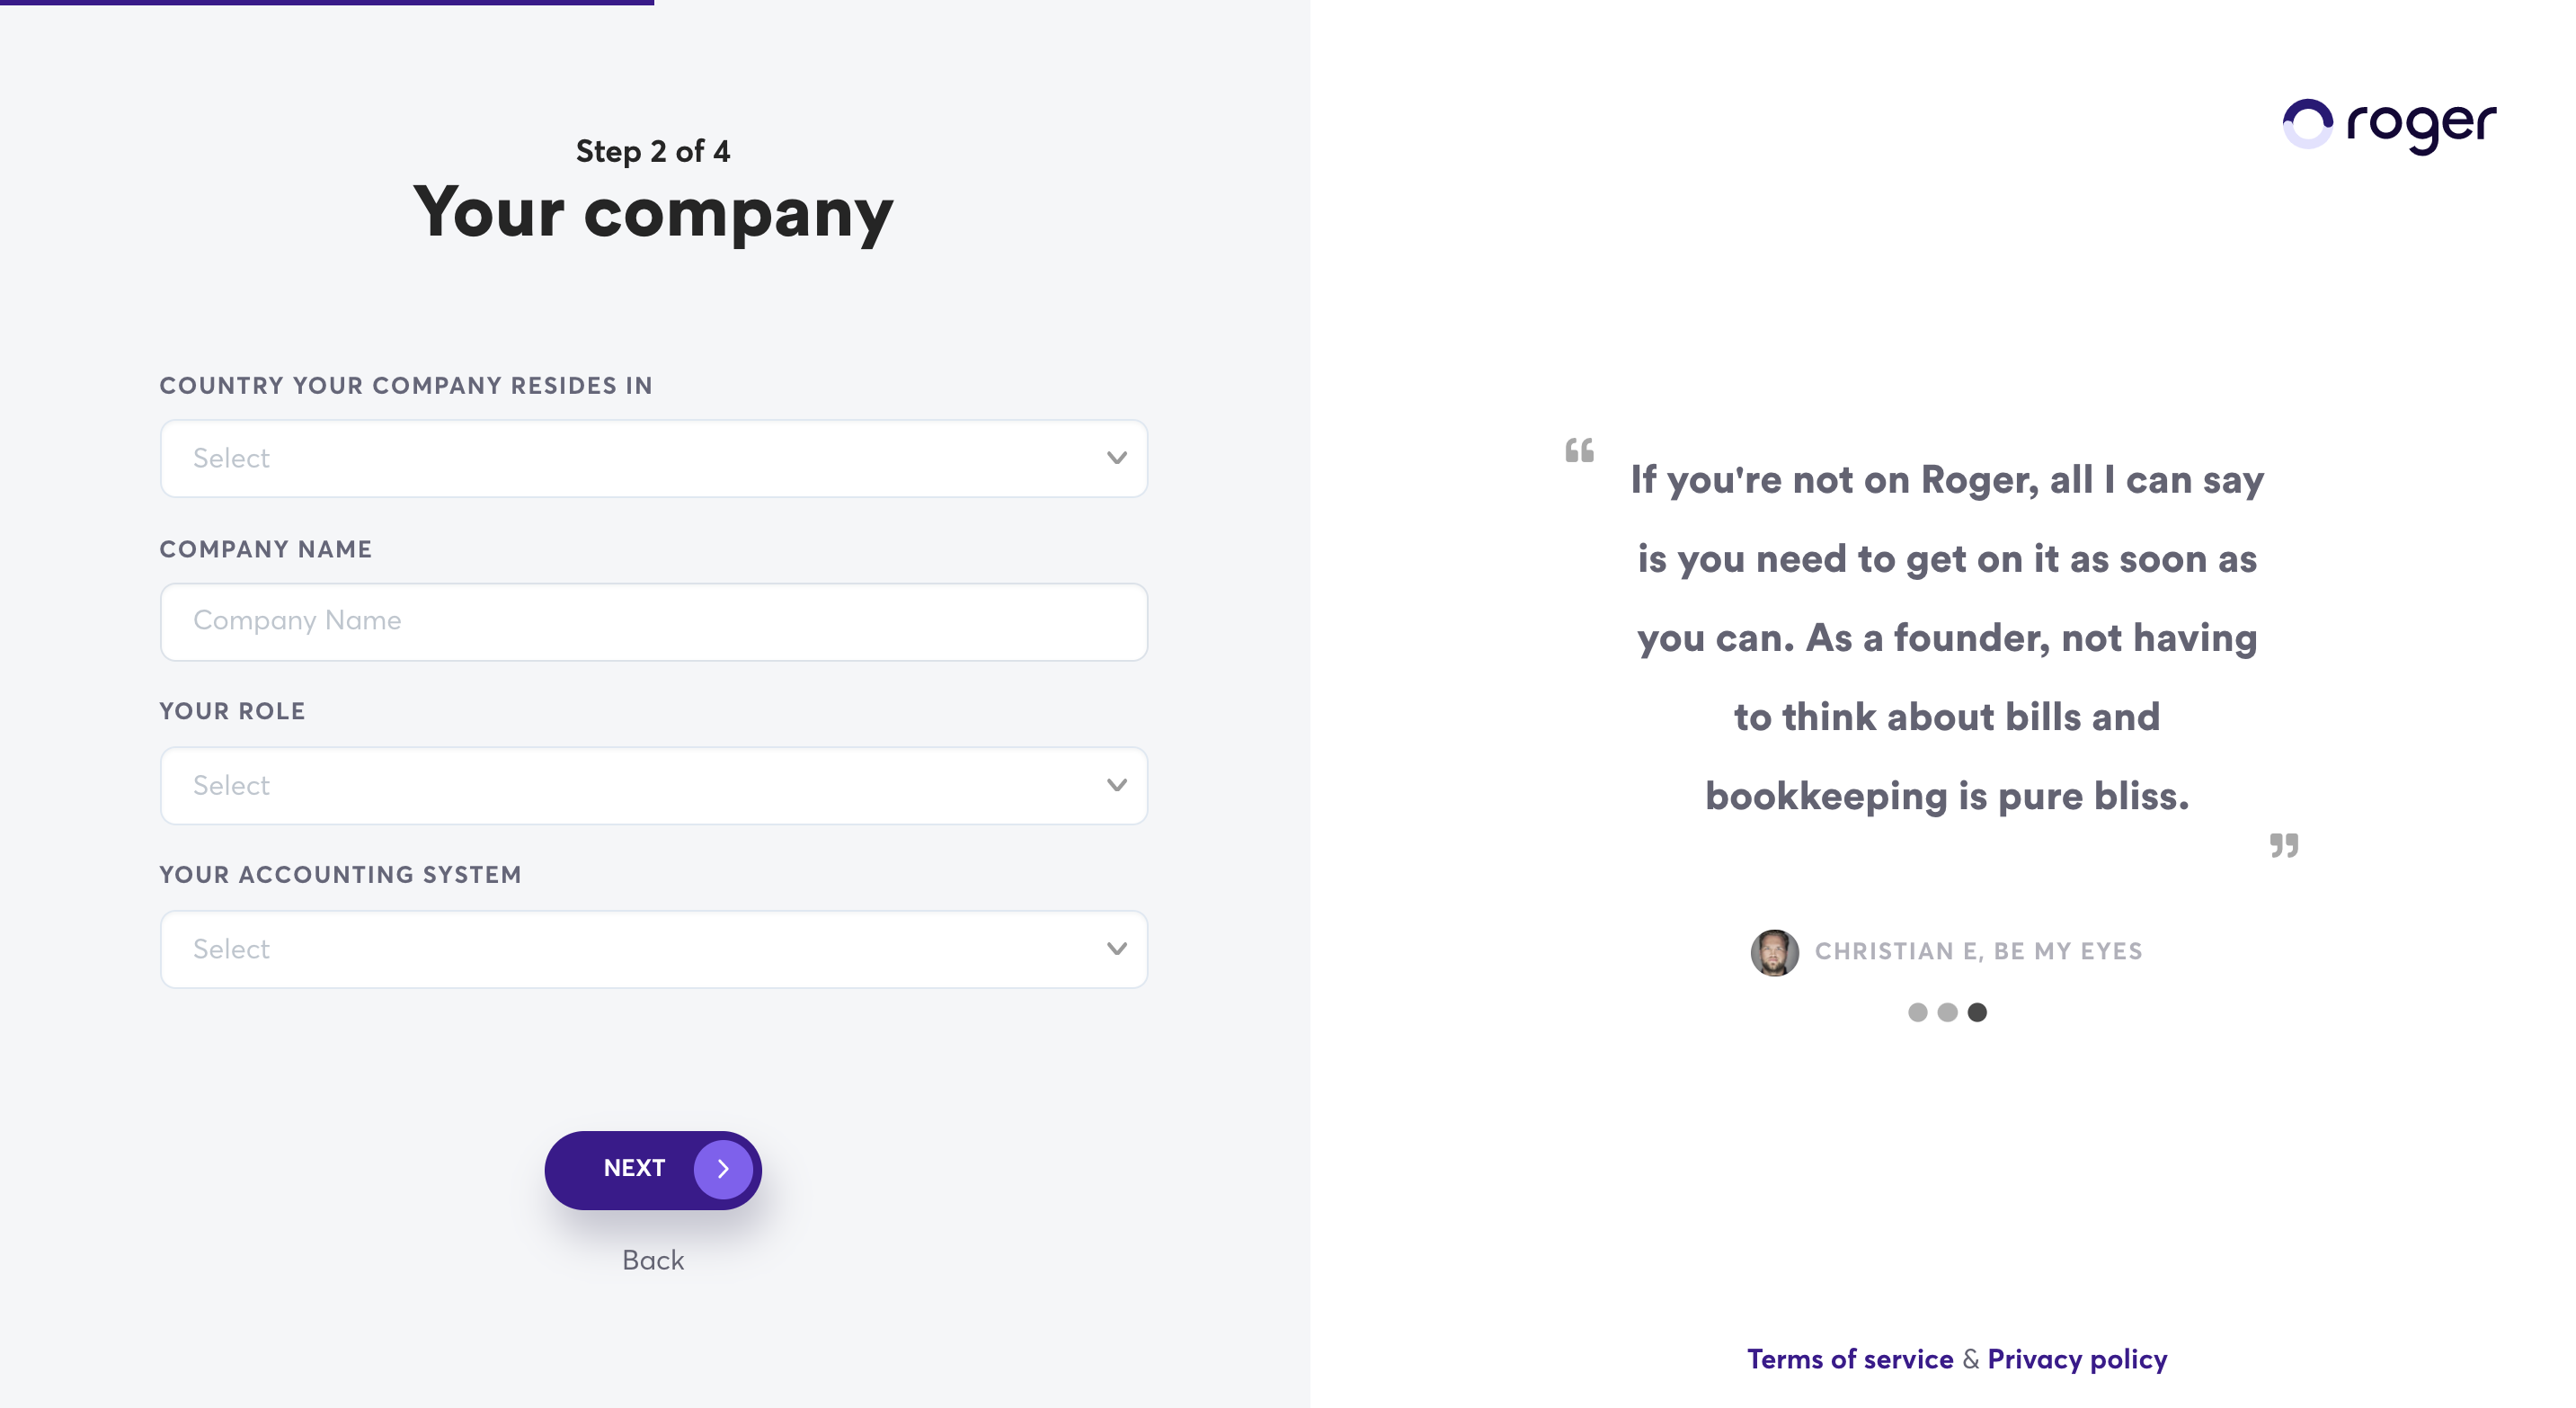 Step 2 of 4
Your company
COUNTRY YOUR COMPANY RESIDES IN
Select
COMPANY NAME
Company Name
YOUR ROLE
Select
YOUR ACCOUNTING SYSTEM
Select
NEXT
Back
roger
“
If you're not on Roger, all I can say
is you need to get on it as soon as
you can. As a founder, not having
to think about bills and
bookkeeping is pure bliss.
”
CHRISTIAN E, BE MY EYES
Terms of service & Privacy policy